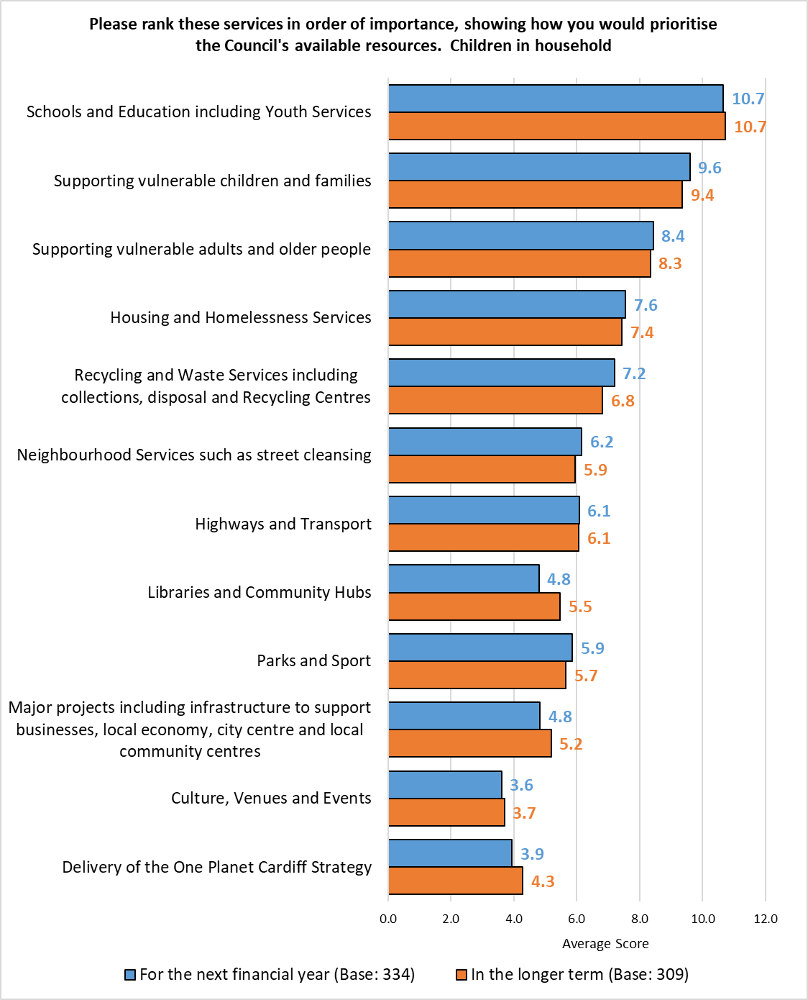 Please rank these services in order of importance, showing how you would prioritise
the Council's available resources.  Children in household
Schools and Education including Youth Services
10.7
10.7
Supporting vulnerable children and families
9.6
9.4
Supporting vulnerable adults and older people
8.4
8.3
Housing and Homelessness Services
7.6
7.4
Recycling and Waste Services including
collections, disposal and Recycling Centres
7.2
6.8
Neighbourhood Services such as street cleansing
6.2
5.9
Highways and Transport
6.1
6.1
Libraries and Community Hubs
4.8
5.5
Parks and Sport
5.9
5.7
Major projects including infrastructure to support
businesses, local economy, city centre and local
community centres
4.8
5.2
Culture, Venues and Events
3.6
3.7
Delivery of the One Planet Cardiff Strategy
3.9
4.3
0.0 2.0 4.0 6.0 8.0 10.0 12.0
Average Score
For the next financial year (Base: 334) In the longer term (Base: 309)